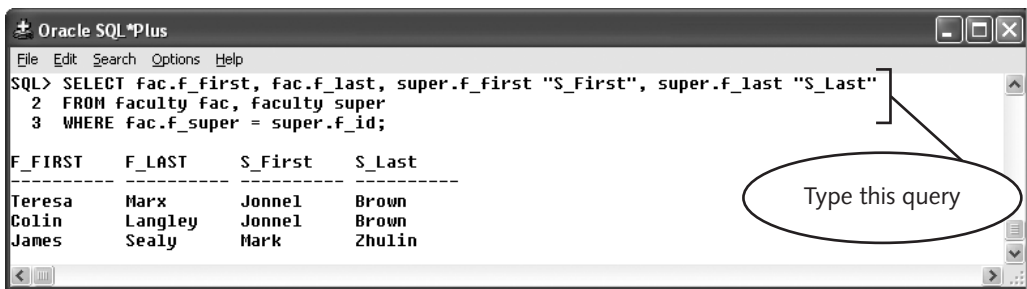 Oracle SQL*Plus
File Edit Search Options Help
SQL> SELECT fac.f_first, fac.f_last, super.f_first "S_First", super.f_last "S_Last"
2 FROM faculty fac, faculty super
3 WHERE fac.f_super = super.f_id;
F_FIRST F_LAST S_First S_Last
---------- ---------- ---------- ----------
Teresa Marx Jonnel Brown
Colin Langley Jonnel Brown
James Sealy Mark Zhulin
Type this query